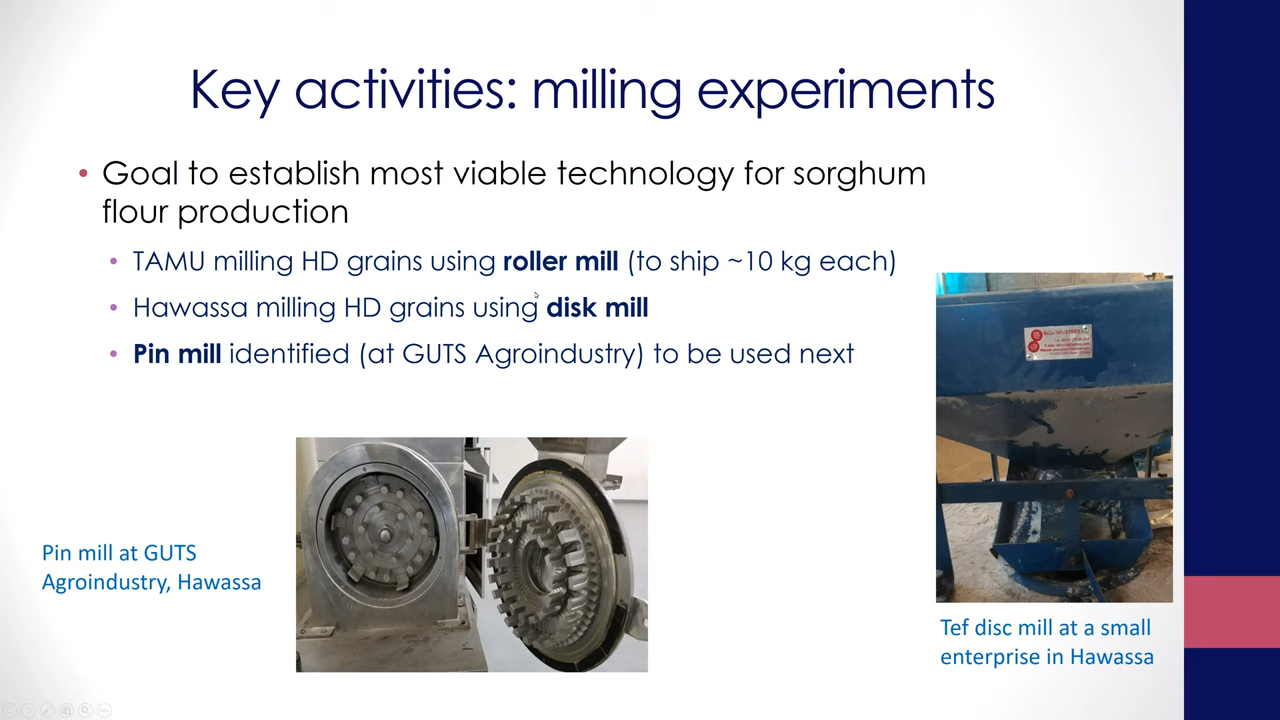 Key activities: milling experiments
• Goal to establish most viable technology for sorghum
flour production
• TAMU milling HD grains using roller mill (to ship ~10 kg each)
• Hawassa milling HD grains using disk mill
• Pin mill identified (at GUTS Agroindustry) to be used next
Pin mill at GUTS
Agroindustry, Hawassa
Tef disc mill at a small
enterprise in Hawassa